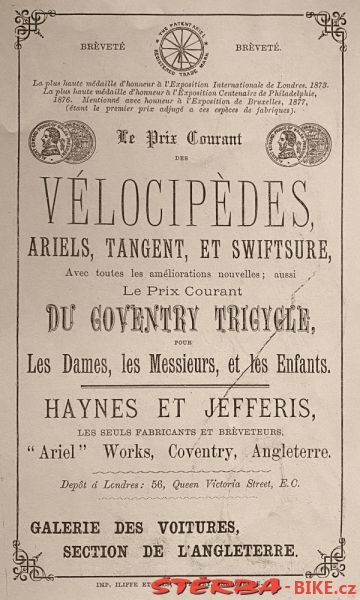 THE PATENT ARIEL
REGISTERED TRADE MARK
BRÈVETÉ BRÈVETÉ.
La plus haute médaille d'honneur à l'Exposition Internationale de Londres. 1873.
La plus haute médaille d'honneur à l'Exposition Centenaire de Philadelphie,
1876. Mentionné avec honneur à l'Exposition de Bruxelles, 1877,
(étant le premier prix adjugé a ces espèces de fabriques).
Le Prix Courant
DES
VÉLOCIPÈDES,
ARIELS, TANGENT, ET SWIFTSURE,
Avec toutes les améliorations nouvelles; aussi
Le Prix Courant
DU COVENTRY TRICYCLE,
POUR
Les Dames, les Messieurs, et les Enfants.
HAYNES ET JEFFERIS,
LES SEULS FABRICANTS ET BRÈVETEURS,
"Ariel" Works, Coventry, Angleterre.
Depôt á Londres: 56, Queen Victoria Street, E.C.
GALERIE DES VOITURES,
SECTION DE L'ANGLETERRE.
IMP. ILIFFE ET
STERBA-BIKE.cz